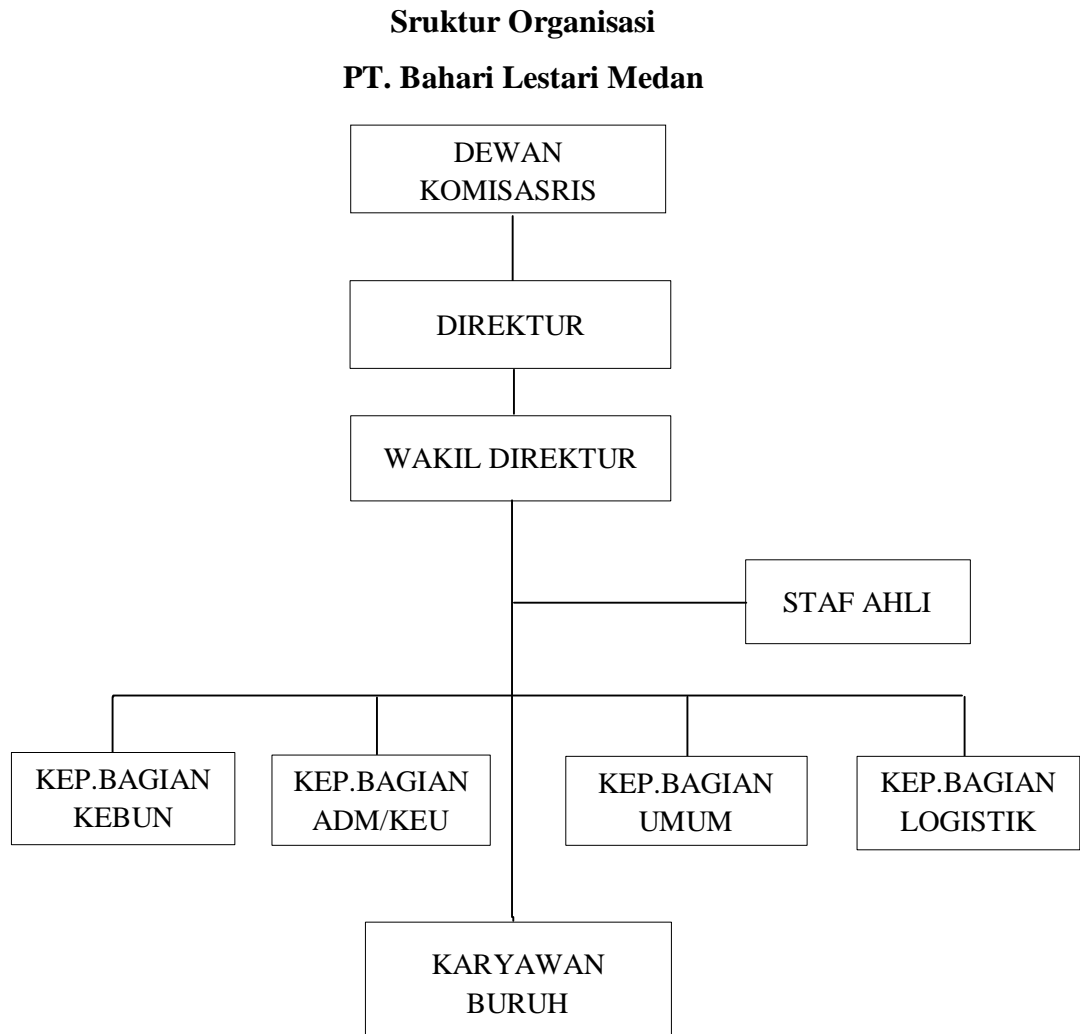 Sruktur Organisasi
PT. Bahari Lestari Medan
DEWAN
KOMISASRIS
DIREKTUR
WAKIL DIREKTUR
STAF AHLI
KEP.BAGIAN
KEBUN
KEP.BAGIAN
ADM/KEU
KEP.BAGIAN
UMUM
KEP.BAGIAN
LOGISTIK
KARYAWAN
BURUH